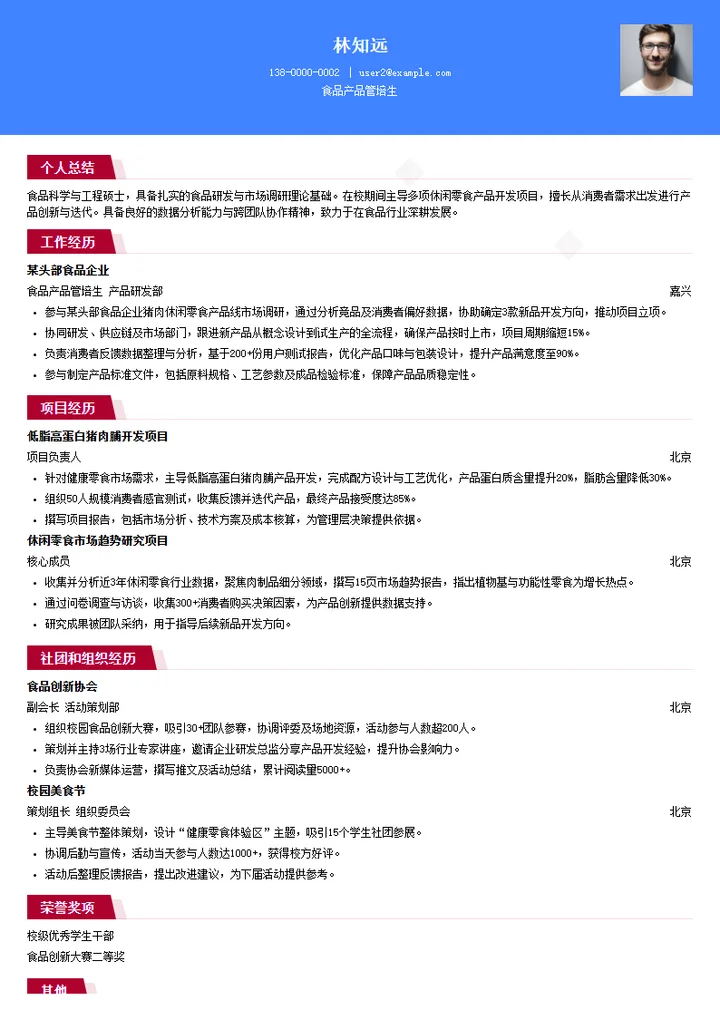 林知远
138-0000-0002 | user2@example.com
食品产品管培生
个人总结
食品科学与工程硕士，具备扎实的食品研发与市场调研理论基础。在校期间主导多项休闲零食产品开发项目，擅长从消费者需求出发进行产
品创新与迭代。具备良好的数据分析能力与跨团队协作精神，致力于在食品行业深耕发展。
工作经历
某头部食品企业
食品产品管培生 产品研发部 嘉兴
• 参与某头部食品企业猪肉休闲零食产品线市场调研，通过分析竞品及消费者偏好数据，协助确定3款新品开发方向，推动项目立项。
• 协同研发、供应链及市场部门，跟进新产品从概念设计到试生产的全流程，确保产品按时上市，项目周期缩短15%。
• 负责消费者反馈数据整理与分析，基于200+份用户测试报告，优化产品口味与包装设计，提升产品满意度至90%。
• 参与制定产品标准文件，包括原料规格、工艺参数及成品检验标准，保障产品品质稳定性。
项目经历
低脂高蛋白猪肉脯开发项目
项目负责人 北京
• 针对健康零食市场需求，主导低脂高蛋白猪肉脯产品开发，完成配方设计与工艺优化，产品蛋白质含量提升20%，脂肪含量降低30%。
• 组织50人规模消费者感官测试，收集反馈并迭代产品，最终产品接受度达85%。
• 撰写项目报告，包括市场分析、技术方案及成本核算，为管理层决策提供依据。
休闲零食市场趋势研究项目
核心成员 北京
• 收集并分析近3年休闲零食行业数据，聚焦肉制品细分领域，撰写15页市场趋势报告，指出植物基与功能性零食为增长热点。
• 通过问卷调查与访谈，收集300+消费者购买决策因素，为产品创新提供数据支持。
• 研究成果被团队采纳，用于指导后续新品开发方向。
社团和组织经历
食品创新协会
副会长 活动策划部 北京
• 组织校园食品创新大赛，吸引30+团队参赛，协调评委及场地资源，活动参与人数超200人。
• 策划并主持3场行业专家讲座，邀请企业研发总监分享产品开发经验，提升协会影响力。
• 负责协会新媒体运营，撰写推文及活动总结，累计阅读量5000+。
校园美食节
策划组长 组织委员会 北京
• 主导美食节整体策划，设计“健康零食体验区”主题，吸引15个学生社团参展。
• 协调后勤与宣传，活动当天参与人数达1000+，获得校方好评。
• 活动后整理反馈报告，提出改进建议，为下届活动提供参考。
荣誉奖项
校级优秀学生干部
食品创新大赛二等奖
其他